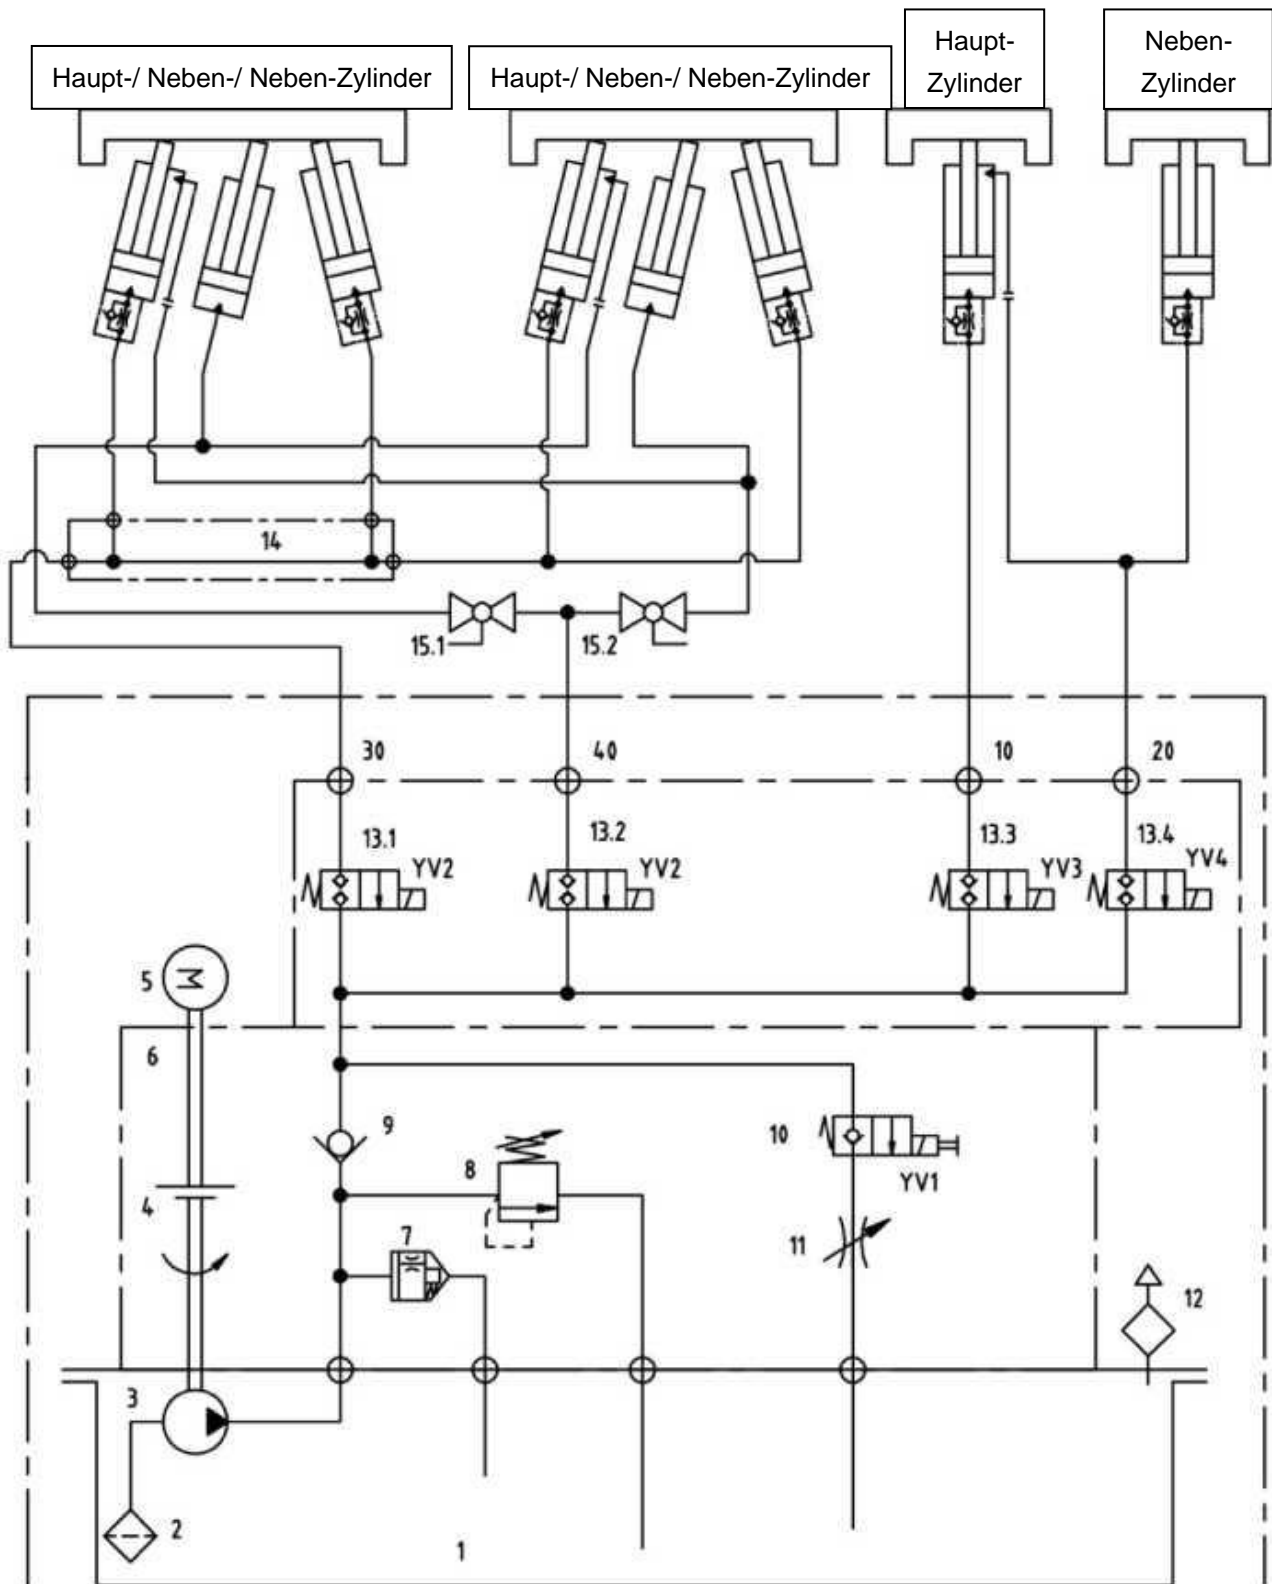 Haupt-/ Neben-/ Neben-Zylinder
Haupt-/ Neben-/ Neben-Zylinder
Haupt-
Zylinder
Neben-
Zylinder
14
15.1
15.2
30
40
10
20
13.1
YV2
13.2
YV2
13.3
YV3
13.4
YV4
5
M
6
9
10
YV1
8
4
7
11
12
3
2
1